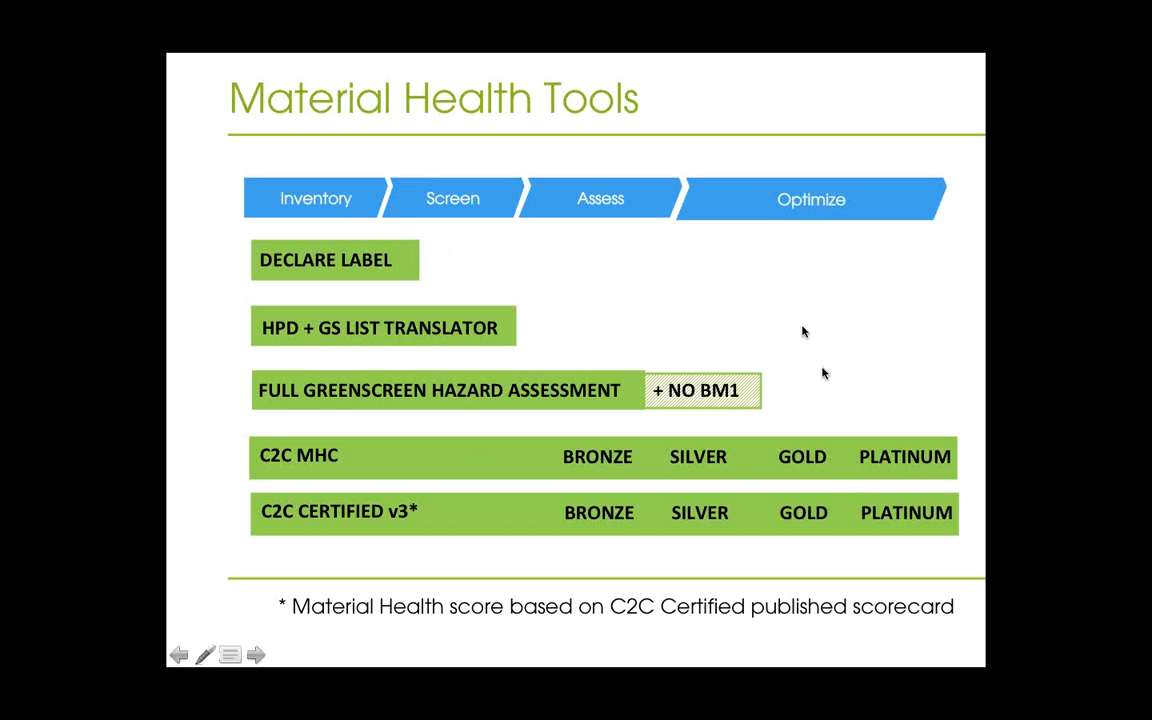 Material Health Tools
Inventory Screen Assess Optimize
DECLARE LABEL
HPD + GS LIST TRANSLATOR
FULL GREENSCREEN HAZARD ASSESSMENT + NO BM1
C2C MHC BRONZE SILVER GOLD PLATINUM
C2C CERTIFIED v3* BRONZE SILVER GOLD PLATINUM
* Material Health score based on C2C Certified published scorecard